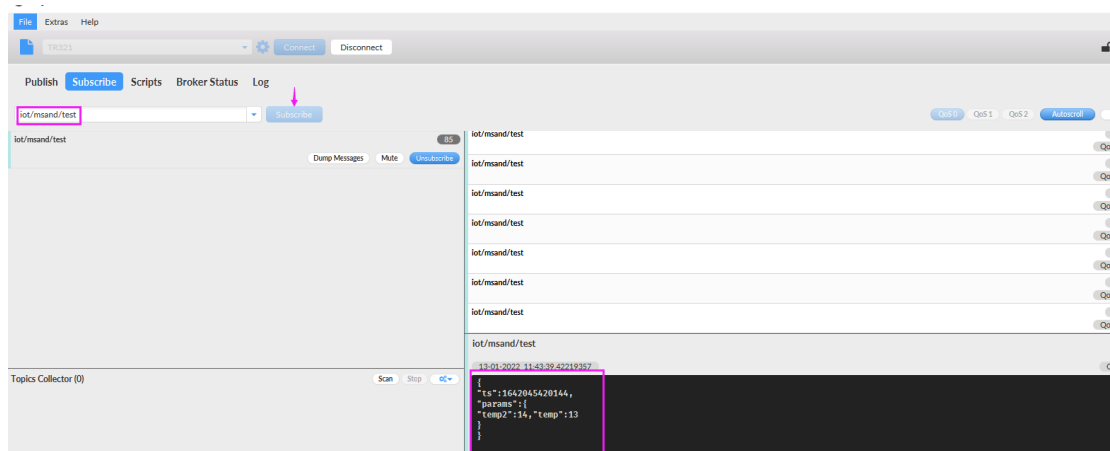 File Extras Help
TR321 Connect Disconnect
Publish Subscribe Scripts Broker Status Log
iot/msand/test Subscribe QoS 0 QoS 1 QoS 2 Autoscroll
iot/msand/test 85
Dump Messages Mute Unsubscribe
iot/msand/test
iot/msand/test
iot/msand/test
iot/msand/test
iot/msand/test
iot/msand/test
iot/msand/test
iot/msand/test
13-01-2022 11:43:39.42219357
Topics Collector (0) Scan Stop
{
"ts":1642045420144,
"params":{
"temp2":14,"temp":13
}
}